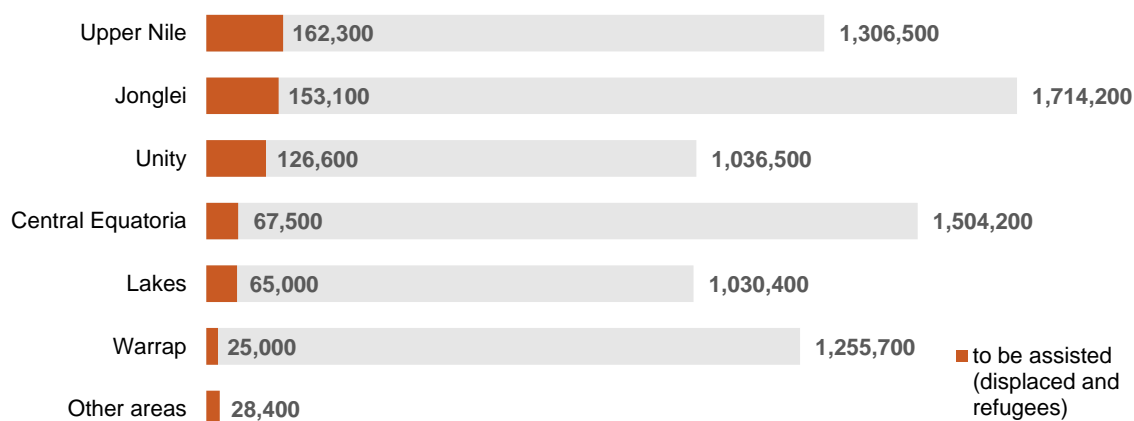 Upper Nile 162,300 1,306,500
Jonglei 153,100 1,714,200
Unity 126,600 1,036,500
Central Equatoria 67,500 1,504,200
Lakes 65,000 1,030,400
Warrap 25,000 1,255,700
Other areas 28,400
to be assisted
(displaced and
refugees)